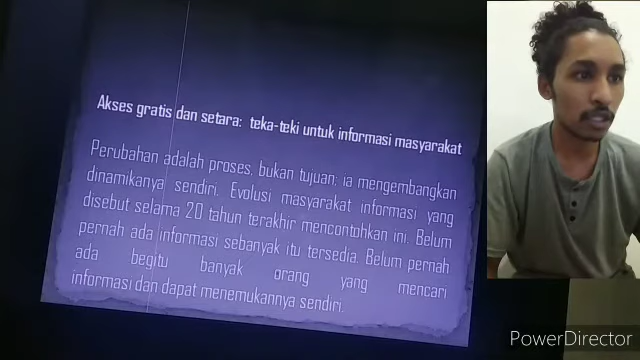 Akses gratis dan setara: teka-teki untuk informasi masyarakat
Perubahan adalah proses, bukan tujuan; ia mengembangkan
dinamikanya sendiri. Evolusi masyarakat informasi yang
disebut selama 20 tahun terakhir mencontohkan ini. Belum
pernah ada informasi sebanyak itu tersedia. Belum pernah
ada begitu banyak orang yang mencari
informasi dan dapat menemukannya sendiri.
PowerDirector